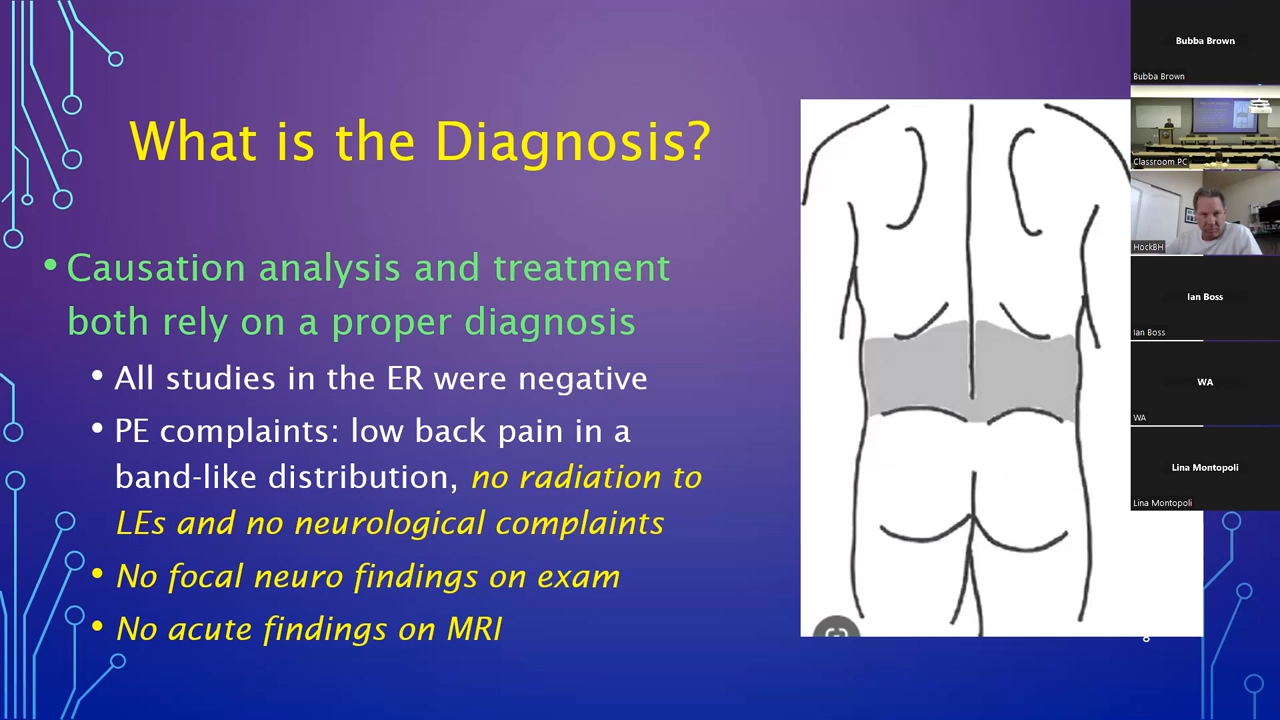 What is the Diagnosis?
• Causation analysis and treatment
both rely on a proper diagnosis
• All studies in the ER were negative
• PE complaints: low back pain in a
band-like distribution, no radiation to
LEs and no neurological complaints
• No focal neuro findings on exam
• No acute findings on MRI
8
Bubba Brown
Bubba Brown
Classroom PC
HockBH
Ian Boss
Ian Boss
WA
WA
Lina Montopoli
Lina Montopoli